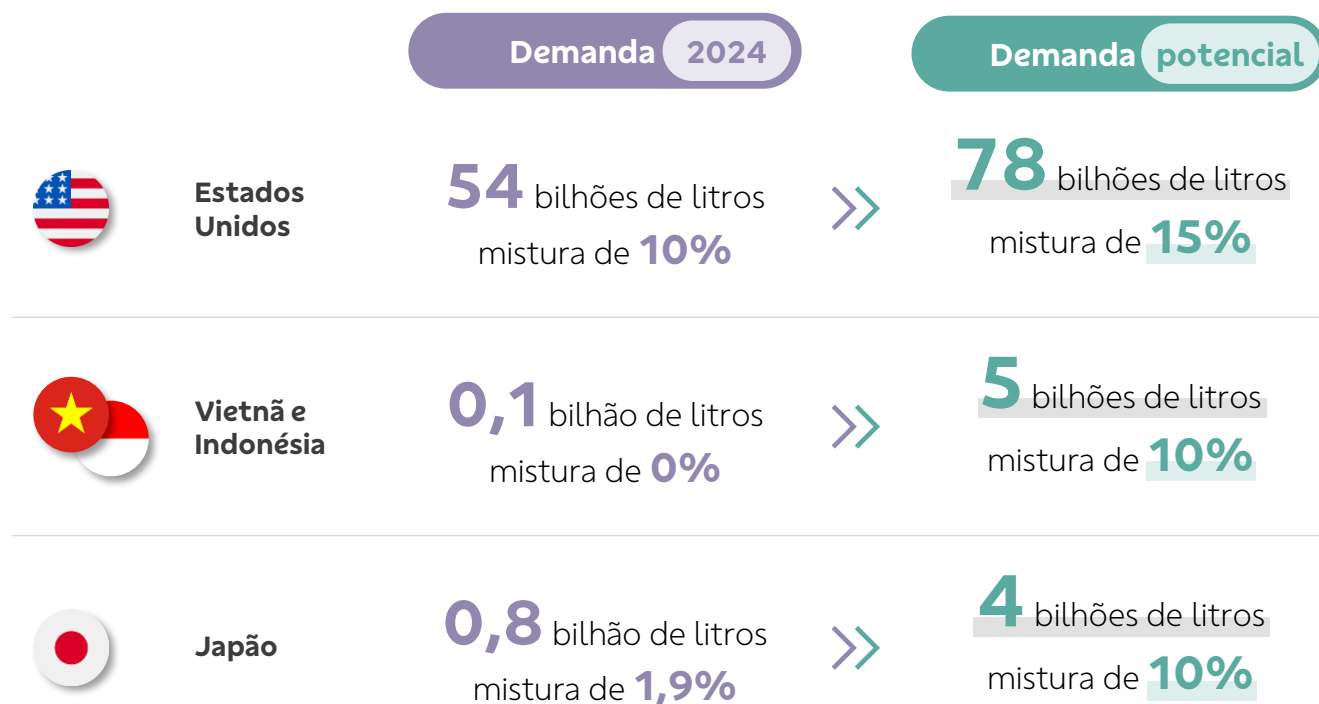 Demanda 2024
Demanda potencial
Estados
Unidos
54 bilhões de litros
mistura de 10%
78 bilhões de litros
mistura de 15%
Vietnã e
Indonésia
0,1 bilhão de litros
mistura de 0%
5 bilhões de litros
mistura de 10%
Japão
0,8 bilhão de litros
mistura de 1,9%
4 bilhões de litros
mistura de 10%